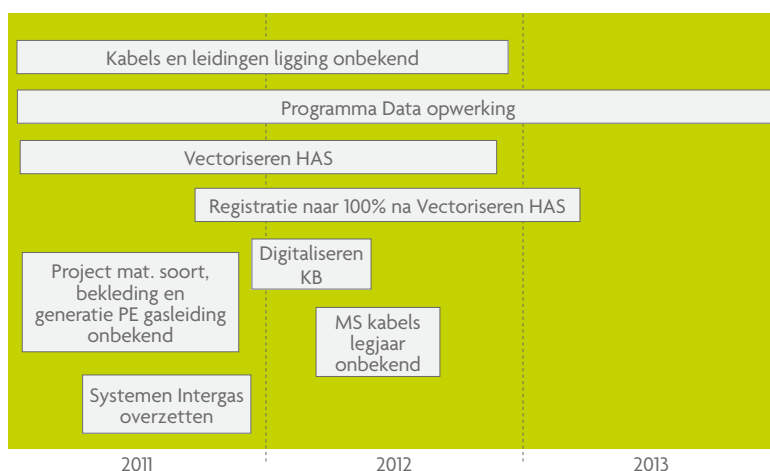 Kabels en leidingen ligging onbekend
Programma Data opwerking
Vectoriseren HAS
Registratie naar 100% na Vectoriseren HAS
Digitaliseren
KB
Project mat. soort,
bekleding en
generatie PE gasleiding
onbekend
MS kabels
legjaar
onbekend
Systemen Intergas
overzetten
2011
2012
2013